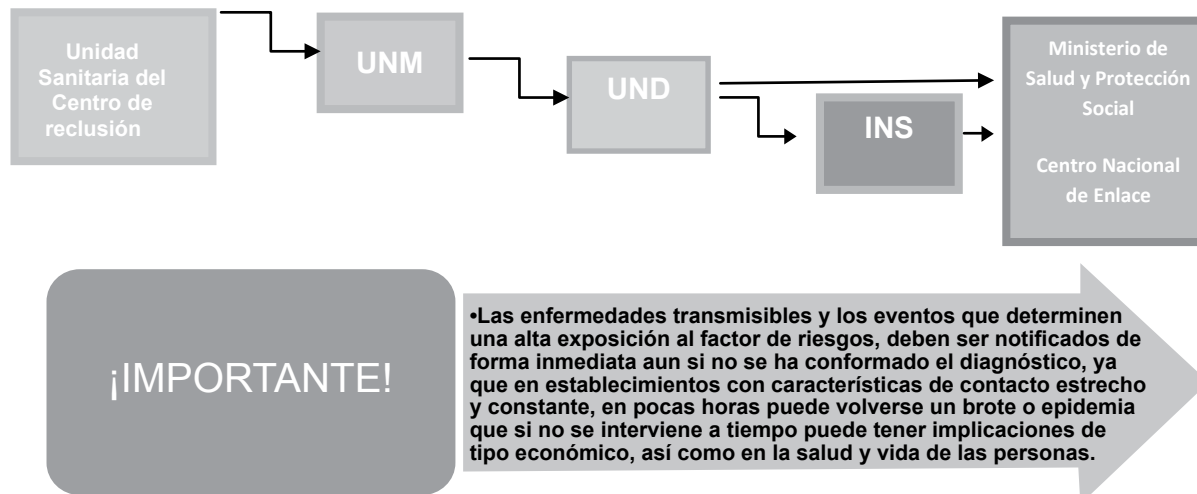 Unidad
Sanitaria del
Centro de
reclusión
UNM
UND
INS
Ministerio de
Salud y Protección
Social
Centro Nacional
de Enlace
¡IMPORTANTE!
•Las enfermedades transmisibles y los eventos que determinen
una alta exposición al factor de riesgos, deben ser notificados de
forma inmediata aun si no se ha conformado el diagnóstico, ya
que en establecimientos con características de contacto estrecho
y constante, en pocas horas puede volverse un brote o epidemia
que si no se interviene a tiempo puede tener implicaciones de
tipo económico, así como en la salud y vida de las personas.